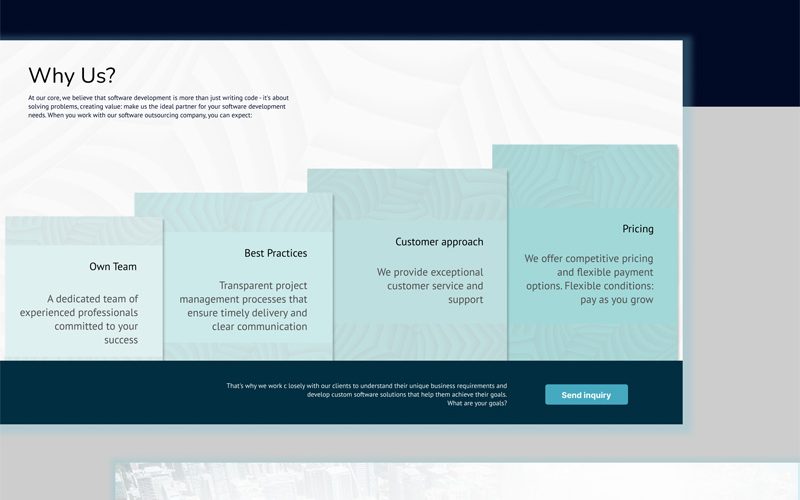 Why Us?
At our core, we believe that software development is more than just writing code - it's about
solving problems, creating value: make us the ideal partner for your software development
needs. When you work with our software outsourcing company, you can expect:
Own Team
A dedicated team of
experienced professionals
committed to your
success
Best Practices
Transparent project
management processes that
ensure timely delivery and
clear communication
Customer approach
We provide exceptional
customer service and
support
Pricing
We offer competitive pricing
and flexible payment
options. Flexible conditions:
pay as you grow
That's why we work c losely with our clients to understand their unique business requirements and
develop custom software solutions that help them achieve their goals.
What are your goals?
Send inquiry